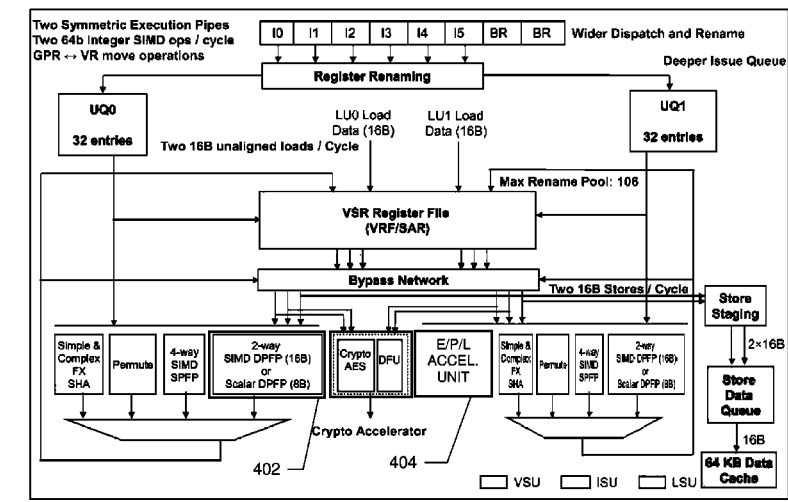 Two Symmetric Execution Pipes
Two 64b Integer SIMD ops / cycle
GPR ↔ VR move operations
I0 I1 I2 I3 I4 I5 BR BR
Wider Dispatch and Rename
Register Renaming
Deeper Issue Queue
UQ0
32 entries
UQ1
32 entries
LU0 Load
Data (16B)
LU1 Load
Data (16B)
Two 16B unaligned loads / Cycle
Max Rename Pool: 106
VSR Register File
(VRF/SAR)
Bypass Network
Two 16B Stores / Cycle
Store
Staging
2×16B
Simple &
Complex
FX
SHA
Permute
4-way
SIMD
SPFP
2-way
SIMD DPFP (16B)
or
Scalar DPFP (8B)
Crypto
AES
DFU
E/P/L
ACCEL.
UNIT
Simple &
Complex
FX
SHA
Permute
4-way
SIMD
SPFP
2-way
SIMD DPFP (16B)
or
Scalar DPFP (8B)
Store
Data
Queue
Crypto Accelerator
16B
402
404
64 KB Data
Cache
VSU
ISU
LSU